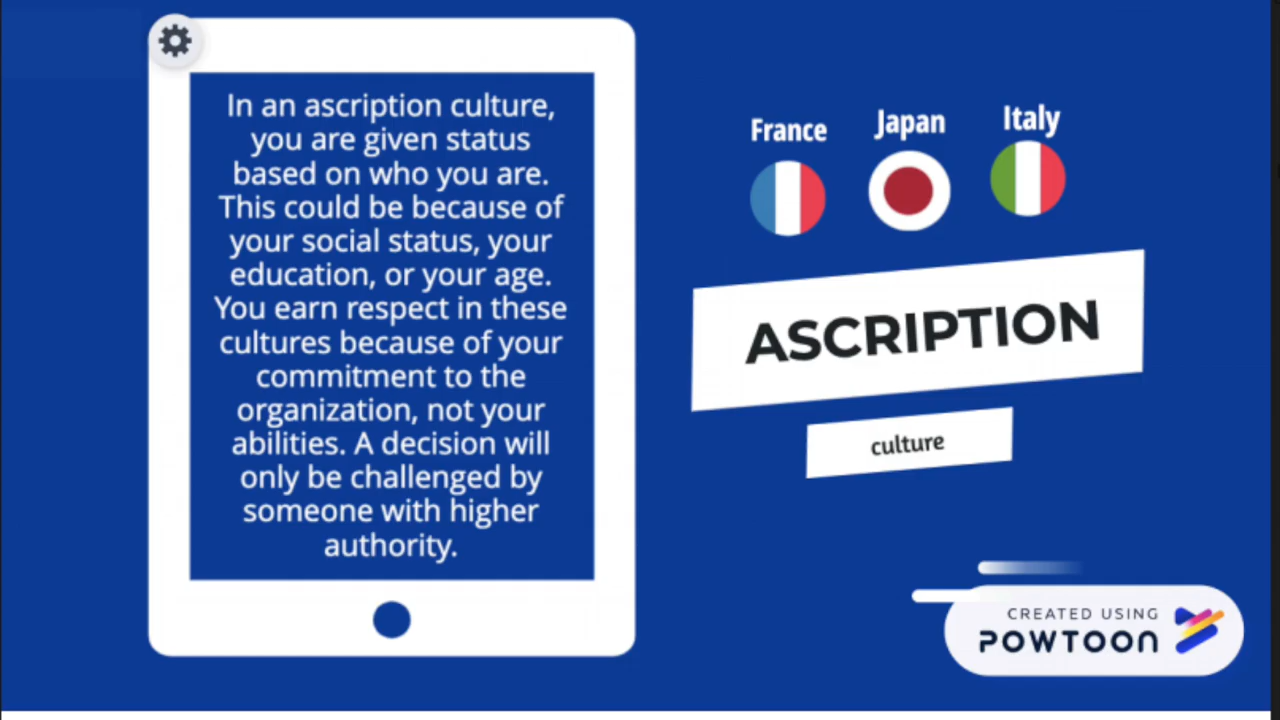 In an ascription culture,
you are given status
based on who you are.
This could be because of
your social status, your
education, or your age.
You earn respect in these
cultures because of your
commitment to the
organization, not your
abilities. A decision will
only be challenged by
someone with higher
authority.
France Japan Italy
ASCRIPTION
culture
CREATED USING
POWTOON